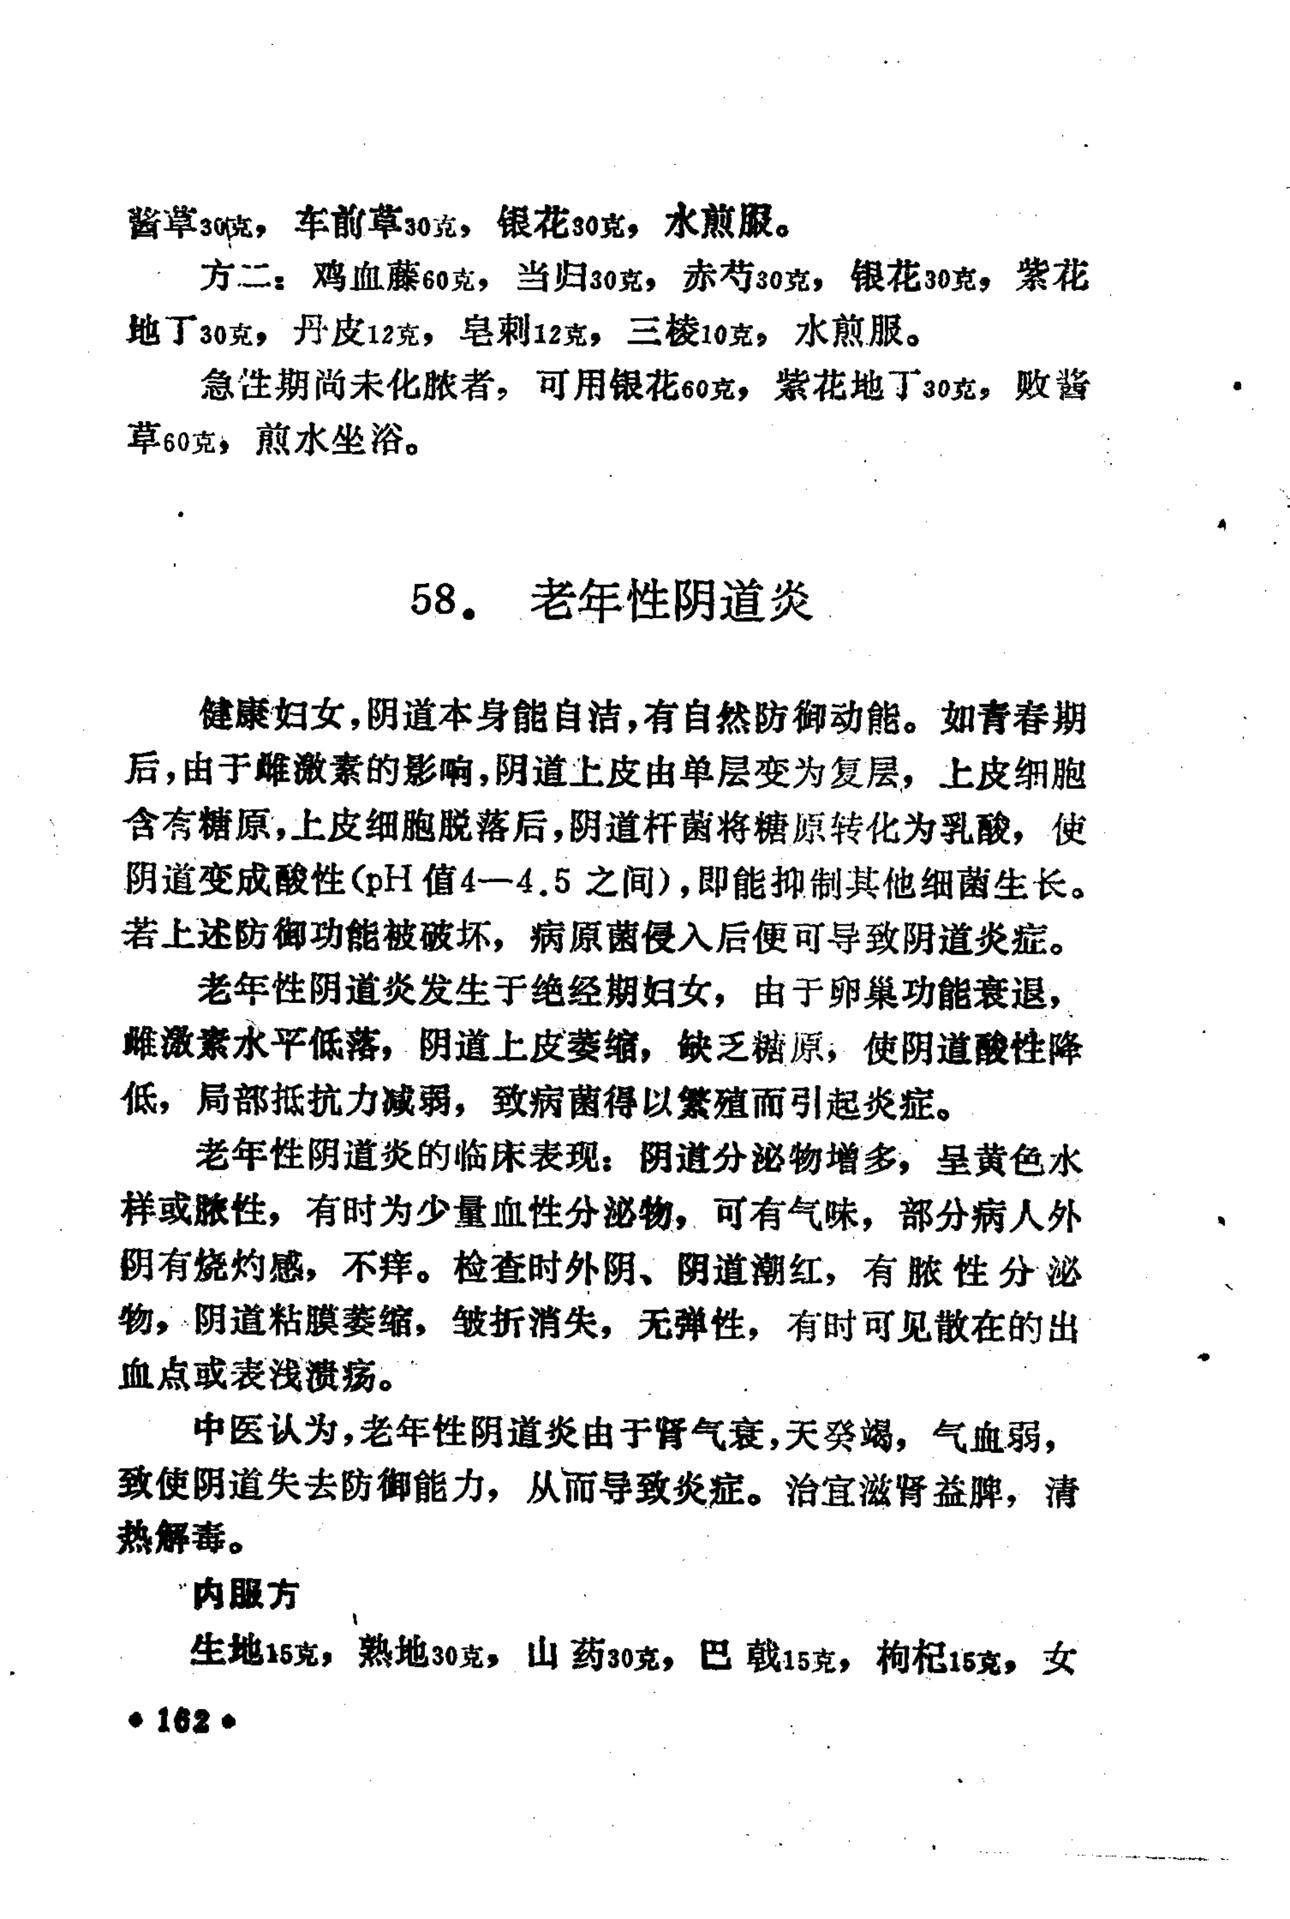 酱草30克，车前草30克，银花30克，水煎服。
方二：鸡血藤60克，当归30克，赤芍30克，银花30克，紫花
地丁30克，丹皮12克，皂刺12克，三棱10克，水煎服。
急性期尚未化脓者，可用银花60克，紫花地丁30克，败酱
草60克，煎水坐浴。
58．老年性阴道炎
健康妇女，阴道本身能自洁，有自然防御动能。如青春期
后，由于雌激素的影响，阴道上皮由单层变为复层，上皮细胞
含有糖原，上皮细胞脱落后，阴道杆菌将糖原转化为乳酸，使
阴道变成酸性（pH值4—4.5之间），即能抑制其他细菌生长。
若上述防御功能被破坏，病原菌侵入后便可导致阴道炎症。
老年性阴道炎发生于绝经期妇女，由于卵巢功能衰退，
雌激素水平低落，阴道上皮萎缩，缺乏糖原，使阴道酸性降
低，局部抵抗力减弱，致病菌得以繁殖而引起炎症。
老年性阴道炎的临床表现：阴道分泌物增多，呈黄色水
样或脓性，有时为少量血性分泌物，可有气味，部分病人外
阴有烧灼感，不痒。检查时外阴、阴道潮红，有脓性分泌
物，阴道粘膜萎缩，皱折消失，无弹性，有时可见散在的出
血点或表浅溃疡。
中医认为，老年性阴道炎由于肾气衰，天癸竭，气血弱，
致使阴道失去防御能力，从而导致炎症。治宜滋肾益脾，清
热解毒。
内服方
生地15克，熟地30克，山药30克，巴戟15克，枸杞15克，女
•162•